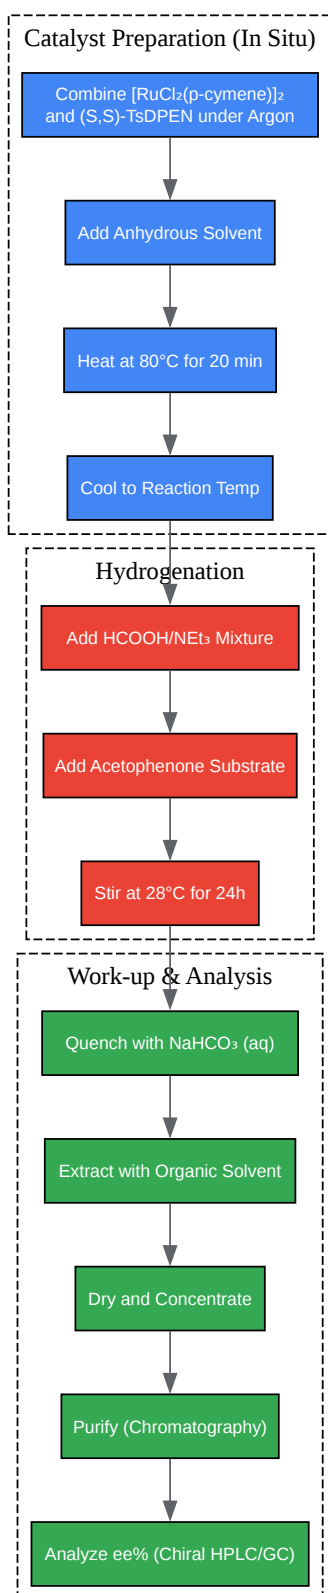 Catalyst Preparation (In Situ)
Combine [RuCl₂(p-cymene)]₂
and (S,S)-TsDPEN under Argon
Add Anhydrous Solvent
Heat at 80°C for 20 min
Cool to Reaction Temp
Hydrogenation
Add HCOOH/NEt₃ Mixture
Add Acetophenone Substrate
Stir at 28°C for 24h
Work-up & Analysis
Quench with NaHCO₃ (aq)
Extract with Organic Solvent
Dry and Concentrate
Purify (Chromatography)
Analyze ee% (Chiral HPLC/GC)